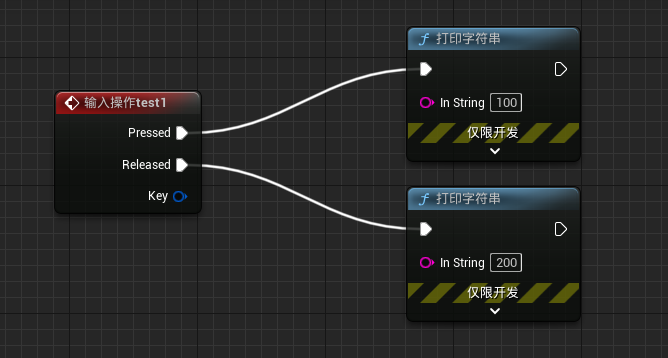 输入操作test1
Pressed
Released
Key
f 打印字符串
In String 100
仅限开发
f 打印字符串
In String 200
仅限开发